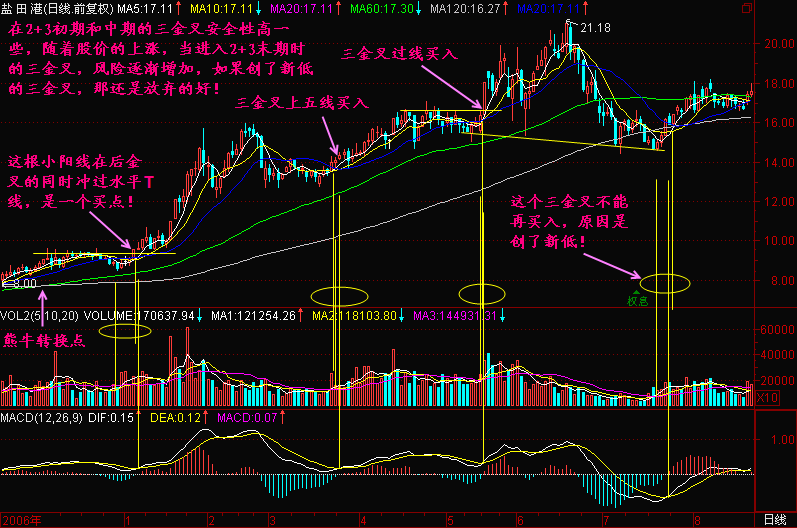 盐田港(日线.前复权) MA5:17.11↑ MA10:17.11↓ MA20:17.11↑ MA60:17.30↓ MA120:16.27↑ MA20:17.11↑
在2+3初期和中期的三金叉安全性高一
些，随着股价的上涨，当进入2+3末期时
的三金叉，风险逐渐增加，如果创了新低
的三金叉，那还是放弃的好！
21.18
三金叉过线买入
三金叉上五线买入
这根小阳线在后金
叉的同时冲过水平T
线，是一个买点！
这个三金叉不能
再买入，原因是
创了新低！
20.00
18.00
16.00
14.00
12.00
10.00
8.00
权息
熊牛转换点
VOL2(5,10,20) VOLUME:170637.94↓ MA1:121254.26↑ MA2:118103.80↓ MA3:144931.31↓
60000
40000
20000
X10
MACD(12,26,9) DIF:0.15↑ DEA:0.12↑ MACD:0.07↑
1.00
2006年 1 2 3 4 5 6 7 8 日线